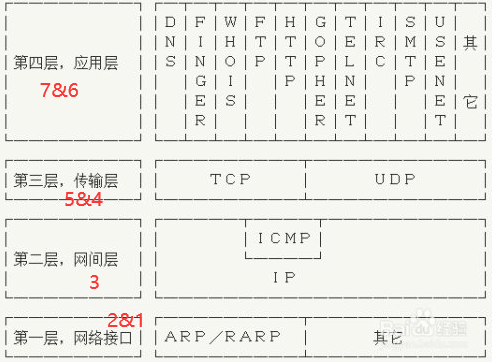 第四层，应用层
7&6
DNS
FINGER
WHOIS
FTP
HTTP
GOPHER
TELNET
IRC
SMTP
USENET
其它
第三层，传输层
5&4
TCP
UDP
第二层，网间层
3
ICMP
IP
2&1
第一层，网络接口
ARP／RARP
其它